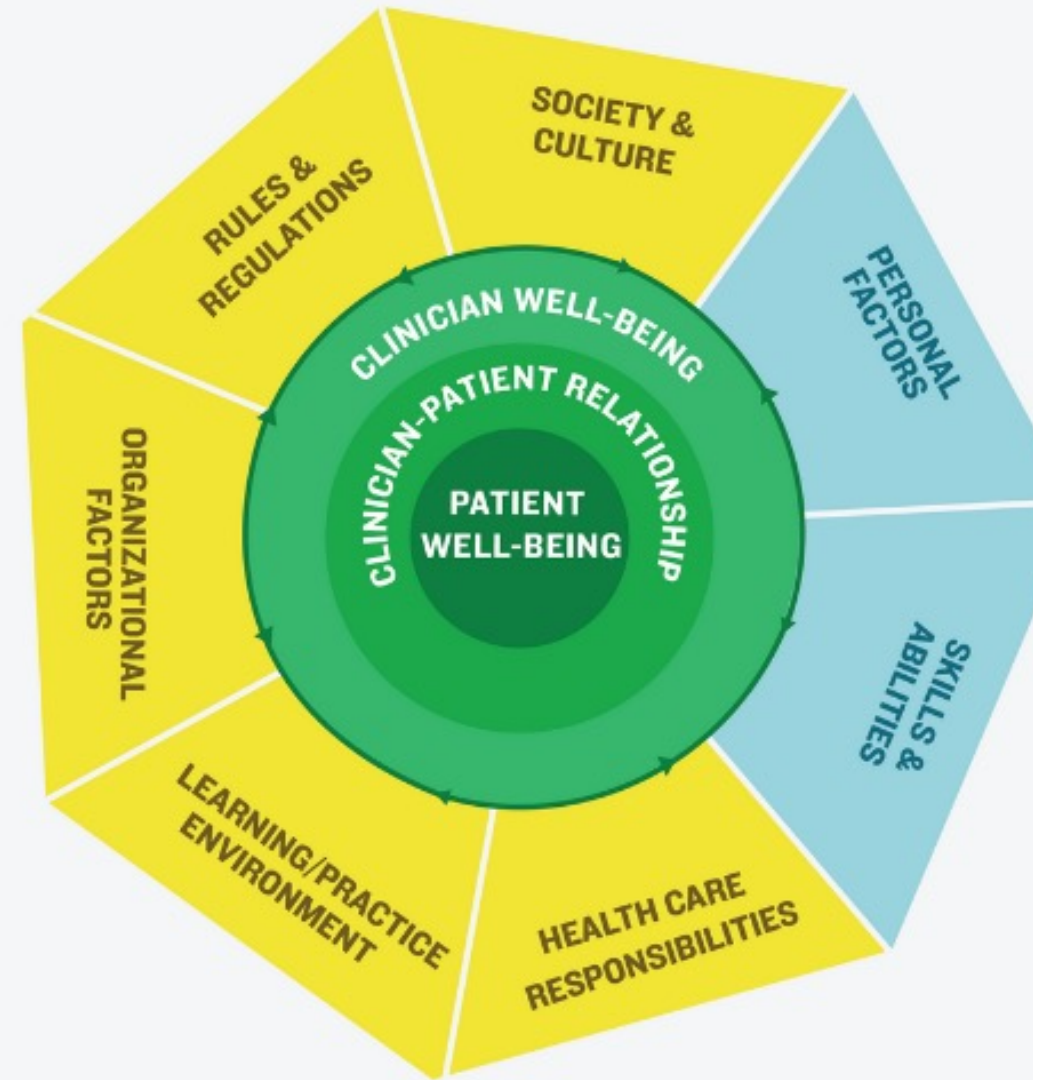 SOCIETY &
CULTURE
PERSONAL
FACTORS
SKILLS &
ABILITIES
HEALTH CARE
RESPONSIBILITIES
LEARNING/PRACTICE
ENVIRONMENT
ORGANIZATIONAL
FACTORS
RULES &
REGULATIONS
CLINICIAN WELL-BEING
CLINICIAN-PATIENT RELATIONSHIP
PATIENT
WELL-BEING